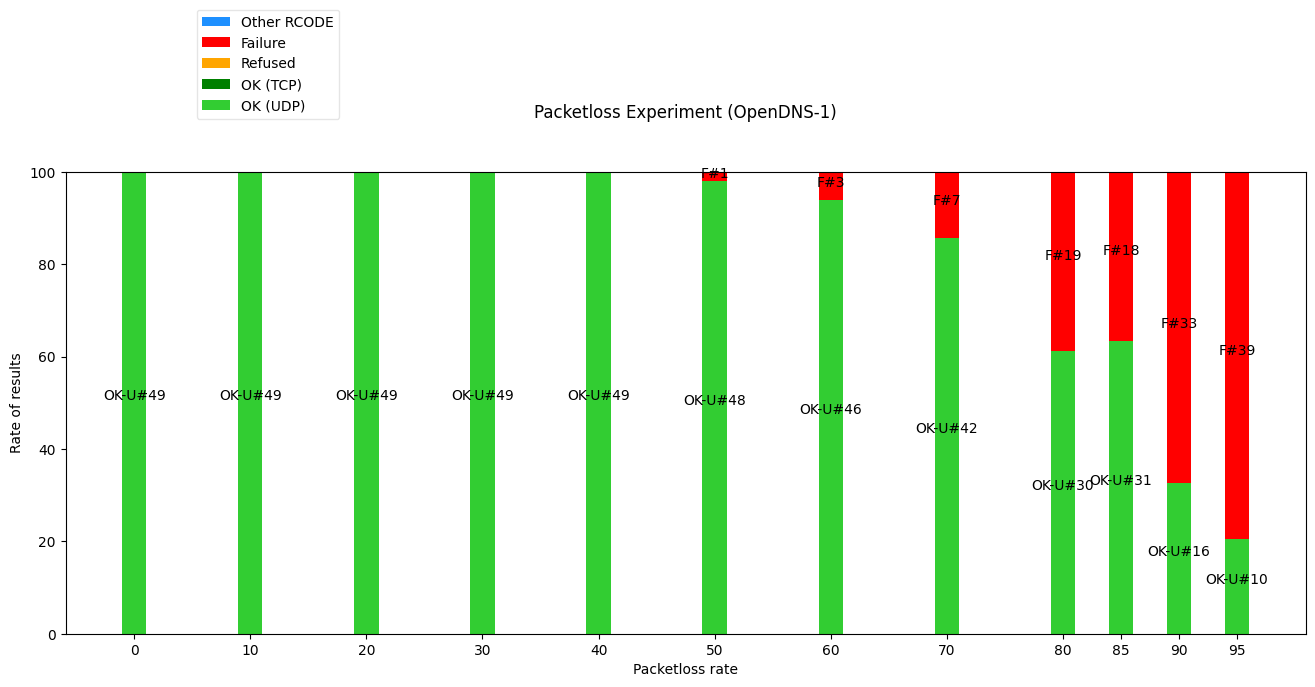 Other RCODE
Failure
Refused
OK (TCP)
OK (UDP)
Packetloss Experiment (OpenDNS-1)
100
80
60
40
20
0
Rate of results
F#1
F#3
F#7
F#19
F#18
F#33
F#39
OK-U#49
OK-U#49
OK-U#49
OK-U#49
OK-U#49
OK-U#48
OK-U#46
OK-U#42
OK-U#30
OK-U#31
OK-U#16
OK-U#10
0 10 20 30 40 50 60 70 80 85 90 95
Packetloss rate